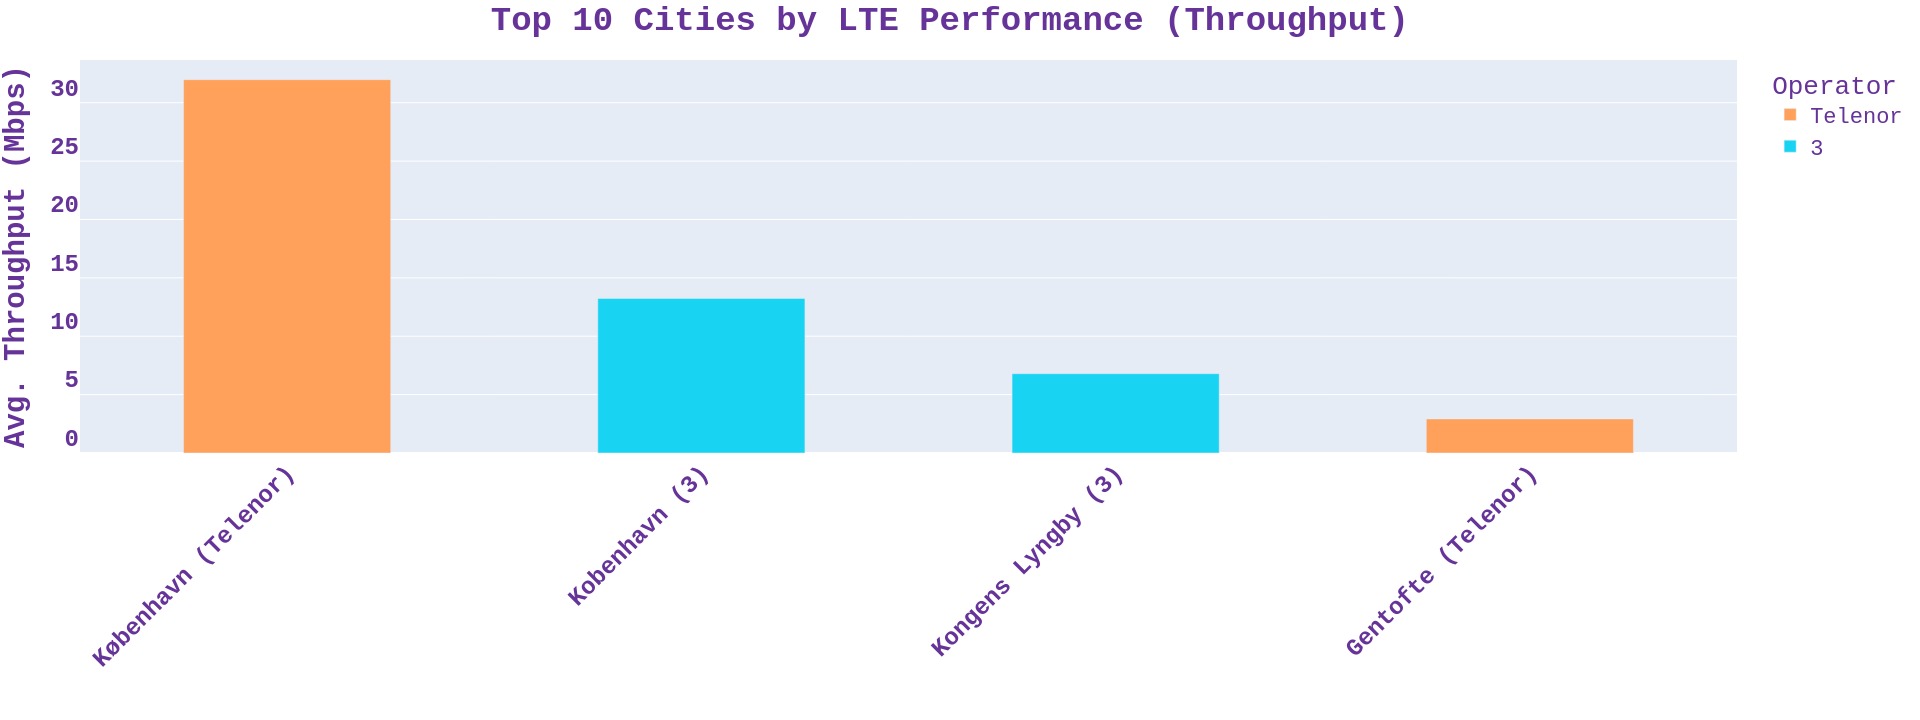 Top 10 Cities by LTE Performance (Throughput)
Avg. Throughput (Mbps)
30
25
20
15
10
5
0
København (Telenor)
Kobenhavn (3)
Kongens Lyngby (3)
Gentofte (Telenor)
Operator
Telenor
3